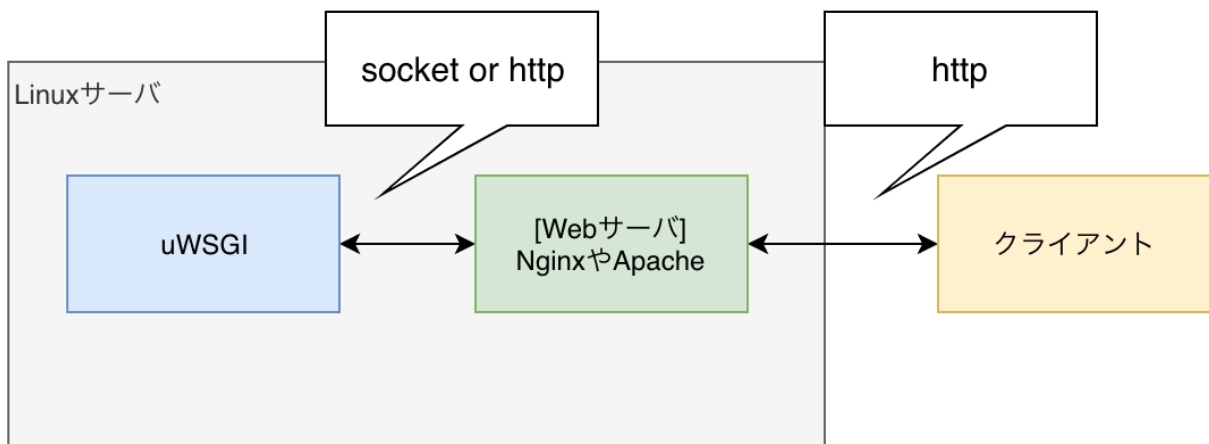 socket or http
http
Linuxサーバ
uWSGI
[Webサーバ]
NginxやApache
クライアント